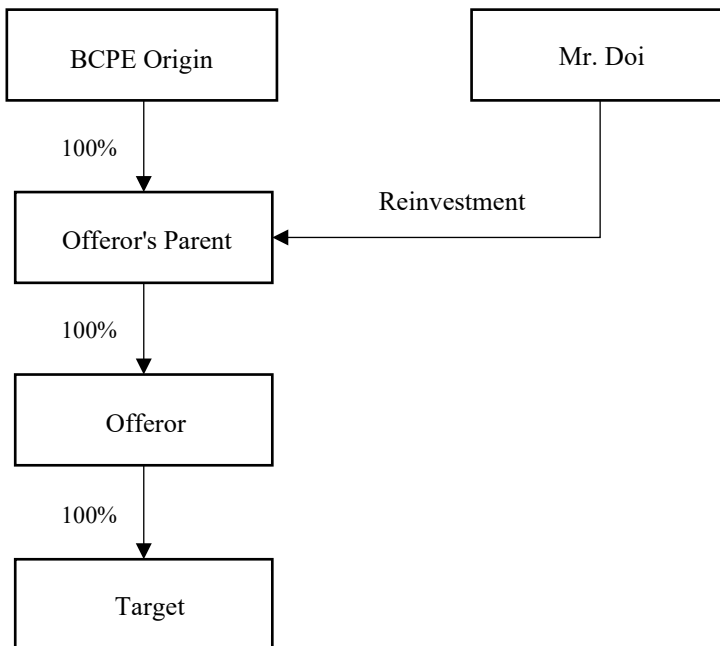 BCPE Origin
Mr. Doi
100%
Reinvestment
Offeror's Parent
100%
Offeror
100%
Target